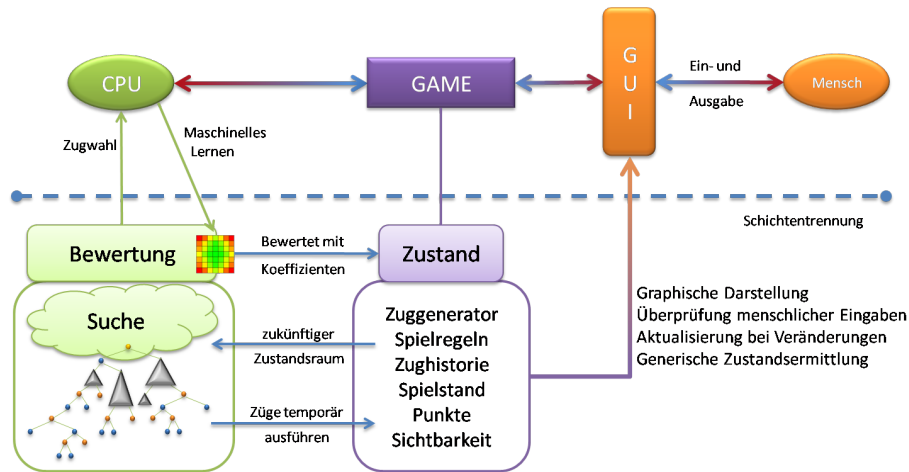 CPU
GAME
G
U
I
Ein- und
Ausgabe
Mensch
Zugwahl
Maschinelles
Lernen
Schichtentrennung
Bewertung
Bewertet mit
Koeffizienten
Zustand
Suche
zukünftiger
Zustandsraum
Züge temporär
ausführen
Zuggenerator
Spielregeln
Zughistorie
Spielstand
Punkte
Sichtbarkeit
Graphische Darstellung
Überprüfung menschlicher Eingaben
Aktualisierung bei Veränderungen
Generische Zustandsermittlung